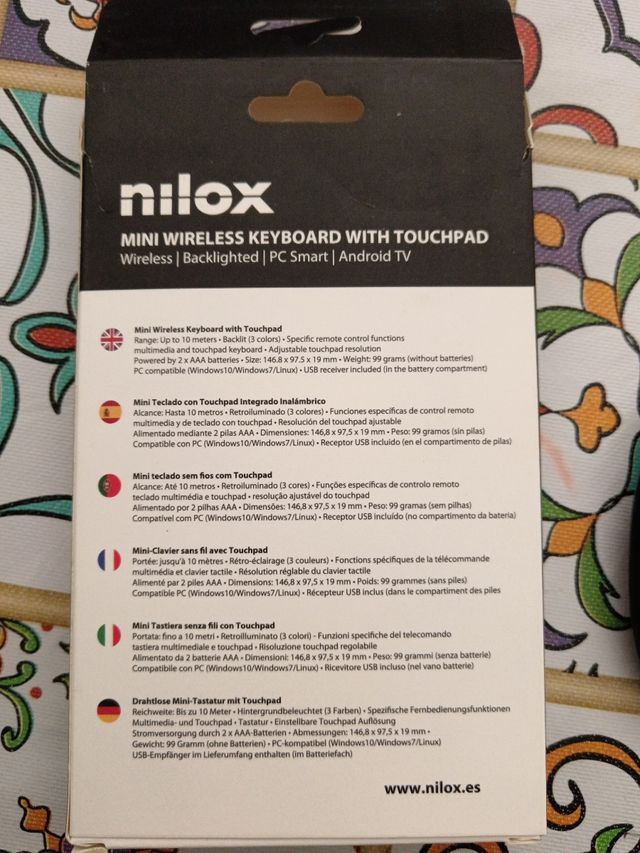 nilox
MINI WIRELESS KEYBOARD WITH TOUCHPAD
Wireless | Backlighted | PC Smart | Android TV
Mini Wireless Keyboard with Touchpad
Range: Up to 10 meters • Backlit (3 colors) • Specific remote control functions
multimedia and touchpad keyboard • Adjustable touchpad resolution
Powered by 2 x AAA batteries • Size: 146.8 x 97.5 x 19 mm • Weight: 99 grams (without batteries)
PC compatible (Windows10/Windows7/Linux) • USB receiver included (in the battery compartment)
Mini Teclado con Touchpad Integrado Inalámbrico
Alcance: Hasta 10 metros • Retroiluminado (3 colores) • Funciones específicas de control remoto
multimedia y de teclado con touchpad • Resolución del touchpad ajustable
Alimentado mediante 2 pilas AAA • Dimensiones: 146,8 x 97,5 x 19 mm • Peso: 99 gramos (sin pilas)
Compatible con PC (Windows10/Windows7/Linux) • Receptor USB incluido (en el compartimento de pilas)
Mini teclado sem fios com Touchpad
Alcance: Até 10 metros • Retroiluminado (3 cores) • Funções específicas de controlo remoto
teclado multimédia e touchpad • resolução ajustável do touchpad
Alimentado por 2 pilhas AAA • Dimensões: 146,8 x 97,5 x 19 mm • Peso: 99 gramas (sem pilhas)
Compatível com PC (Windows10/Windows7/Linux) • Receptor USB incluído (no compartimento da bateria)
Mini-Clavier sans fil avec Touchpad
Portée: jusqu'à 10 mètres • Rétro-éclairage (3 couleurs) • Fonctions spécifiques de la télécommande
multimédia et clavier tactile • Résolution réglable du clavier tactile
Alimenté par 2 piles AAA • Dimensions: 146,8 x 97,5 x 19 mm • Poids: 99 grammes (sans piles)
Compatible PC (Windows10/Windows7/Linux) • Récepteur USB inclus (dans le compartiment des piles
Mini Tastiera senza fili con Touchpad
Portata: fino a 10 metri • Retroilluminato (3 colori) - Funzioni specifiche del telecomando
tastiera multimediale e touchpad • Risoluzione touchpad regolabile
Alimentato da 2 batterie AAA • Dimensioni: 146,8 x 97,5 x 19 mm • Peso: 99 grammi (senza batterie)
Compatibile con PC (Windows10/Windows7/Linux) • Ricevitore USB incluso (nel vano batterie)
Drahtlose Mini-Tastatur mit Touchpad
Reichweite: Bis zu 10 Meter • Hintergrundbeleuchtet (3 Farben) • Spezifische Fernbedienungsfunktionen
Multimedia- und Touchpad • Tastatur • Einstellbare Touchpad Auflösung
Stromversorgung durch 2 x AAA-Batterien • Abmessungen: 146,8 x 97,5 x 19 mm •
Gewicht: 99 Gramm (ohne Batterien) • PC-kompatibel (Windows10/Windows7/Linux)
USB-Empfänger im Lieferumfang enthalten (im Batteriefach)
www.nilox.es